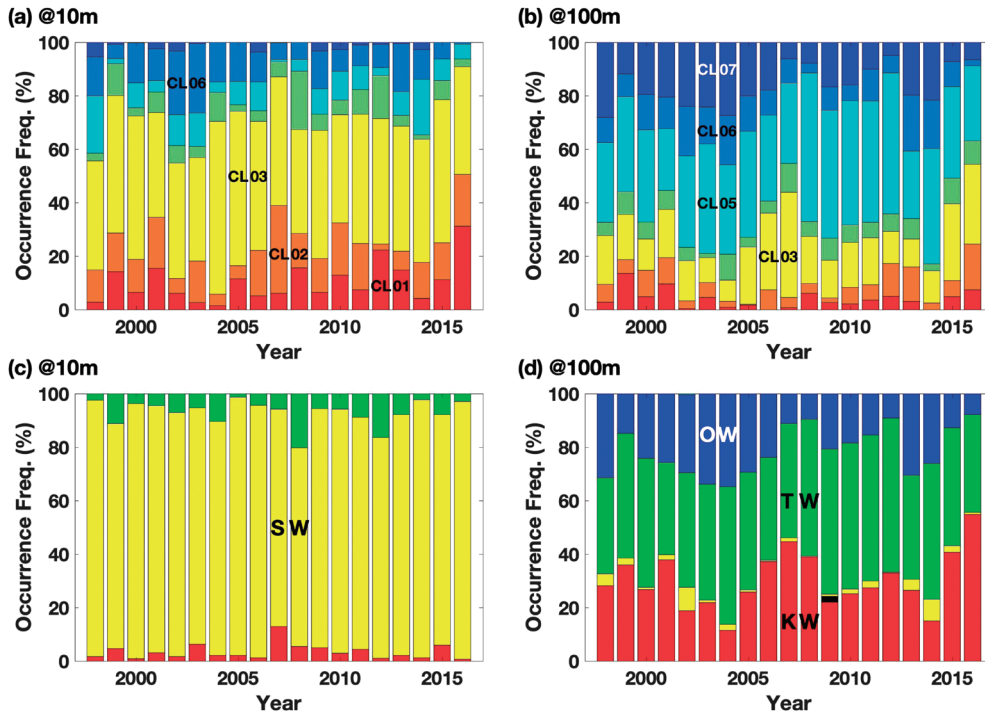 (a) @10m
100
80
60
40
20
0
Occurrence Freq. (%)
CL06
CL03
CL02
CL01
2000
2005
2010
2015
Year
(b) @100m
100
80
60
40
20
0
Occurrence Freq. (%)
CL07
CL06
CL05
CL03
2000
2005
2010
2015
Year
(c) @10m
100
80
60
40
20
0
Occurrence Freq. (%)
SW
2000
2005
2010
2015
Year
(d) @100m
100
80
60
40
20
0
Occurrence Freq. (%)
OW
TW
KW
2000
2005
2010
2015
Year